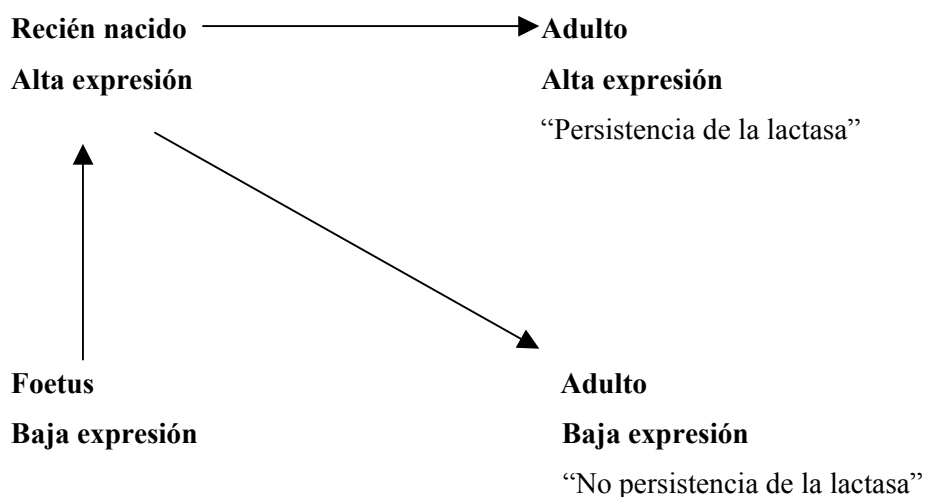 Recién nacido
Adulto
Alta expresión
Alta expresión
“Persistencia de la lactasa”
Foetus
Adulto
Baja expresión
Baja expresión
“No persistencia de la lactasa”